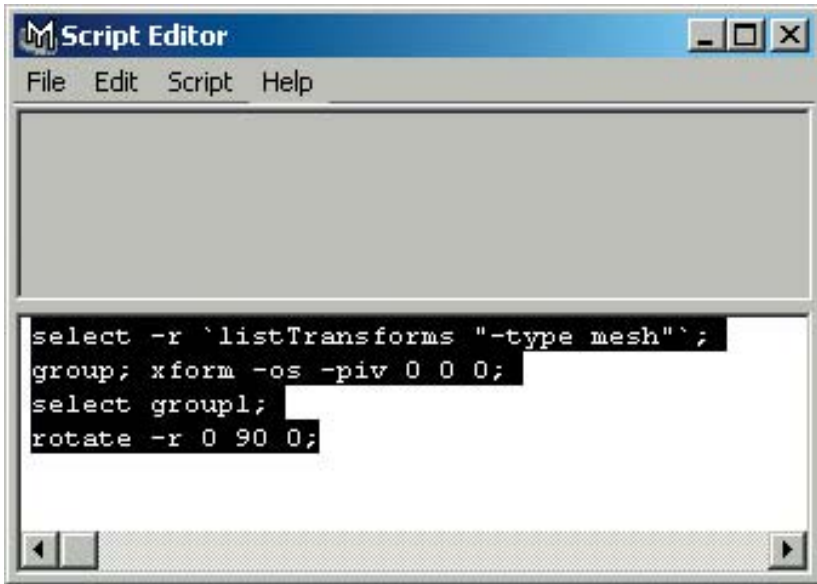 Script Editor
File Edit Script Help
select -r `listTransforms "-type mesh"`;
group; xform -os -piv 0 0 0;
select group1;
rotate -r 0 90 0;